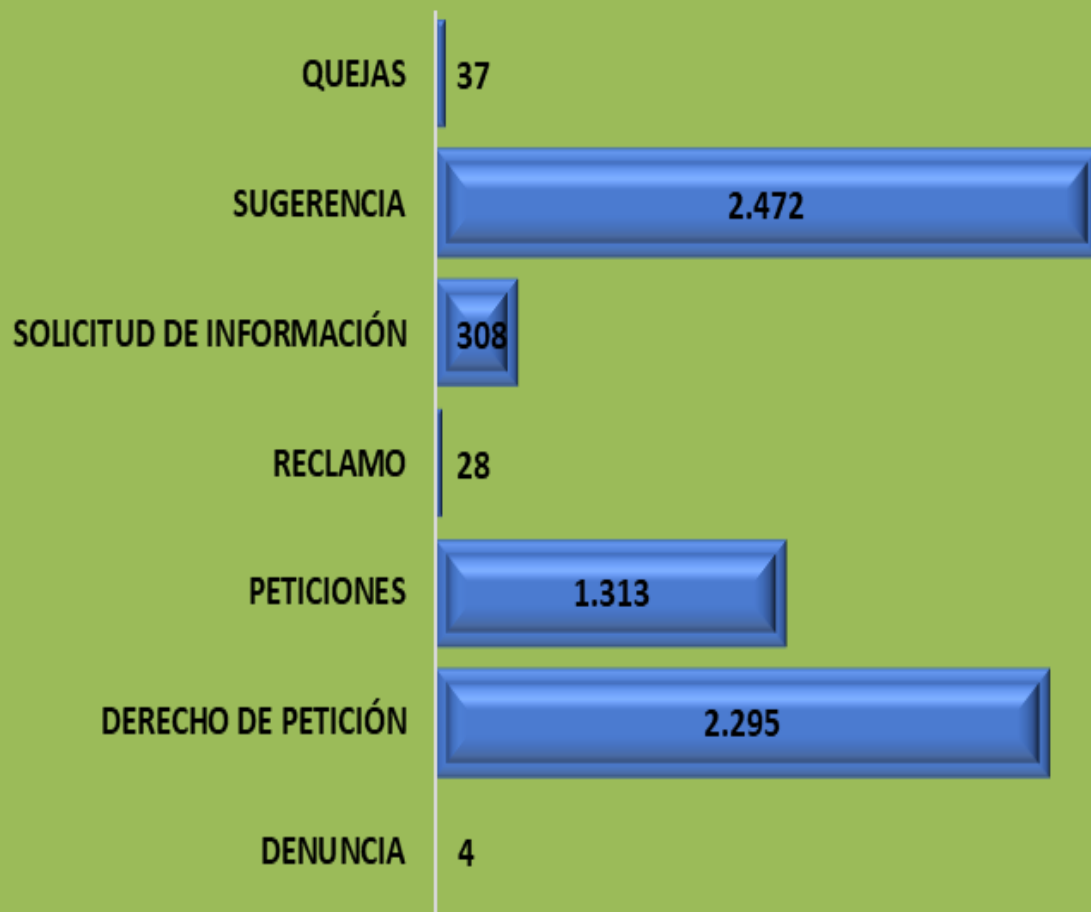 QUEJAS 37
SUGERENCIA 2.472
SOLICITUD DE INFORMACIÓN 308
RECLAMO 28
PETICIONES 1.313
DERECHO DE PETICIÓN 2.295
DENUNCIA 4